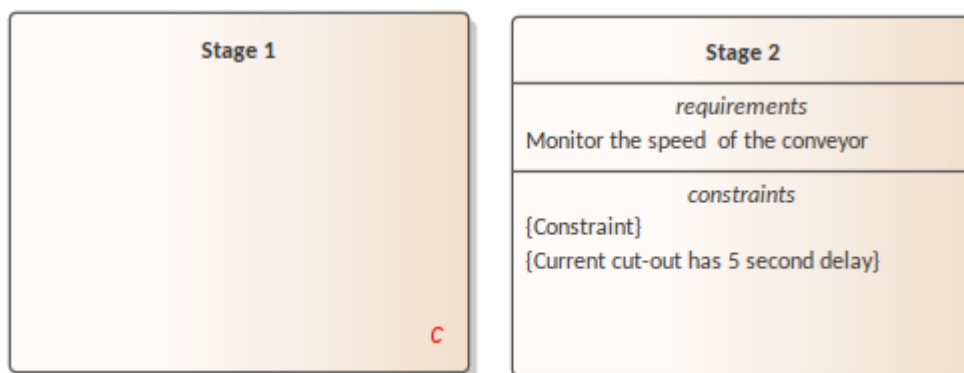 Stage 1
C
Stage 2
requirements
Monitor the speed  of the conveyor
constraints
{Constraint}
{Current cut-out has 5 second delay}